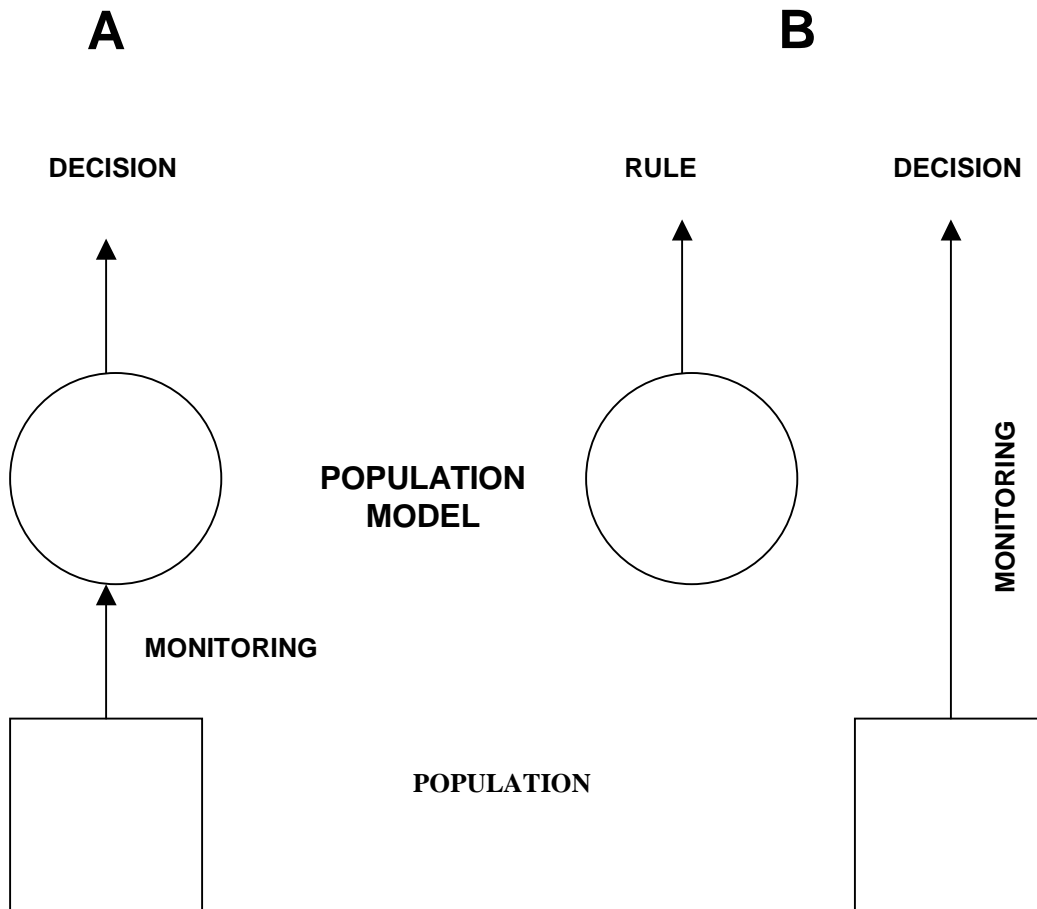 A
B
DECISION
RULE
DECISION
POPULATION
MODEL
MONITORING
MONITORING
POPULATION